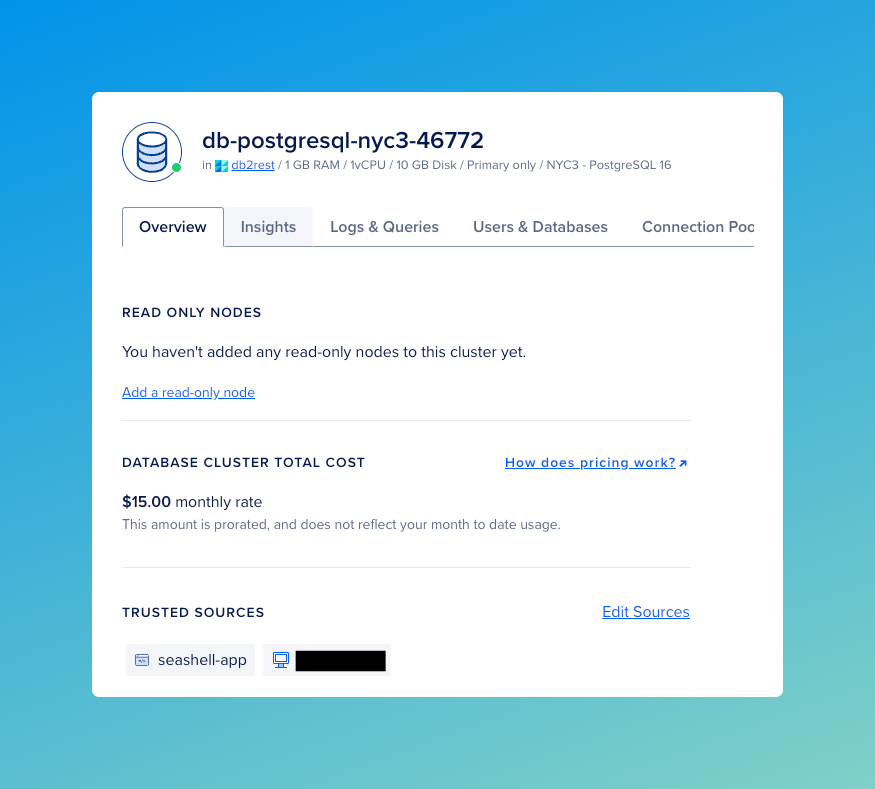 db-postgresql-nyc3-46772
in db2rest / 1 GB RAM / 1vCPU / 10 GB Disk / Primary only / NYC3 - PostgreSQL 16
Overview Insights Logs & Queries Users & Databases Connection Poo
READ ONLY NODES
You haven't added any read-only nodes to this cluster yet.
Add a read-only node
DATABASE CLUSTER TOTAL COST How does pricing work?
$15.00 monthly rate
This amount is prorated, and does not reflect your month to date usage.
TRUSTED SOURCES Edit Sources
seashell-app